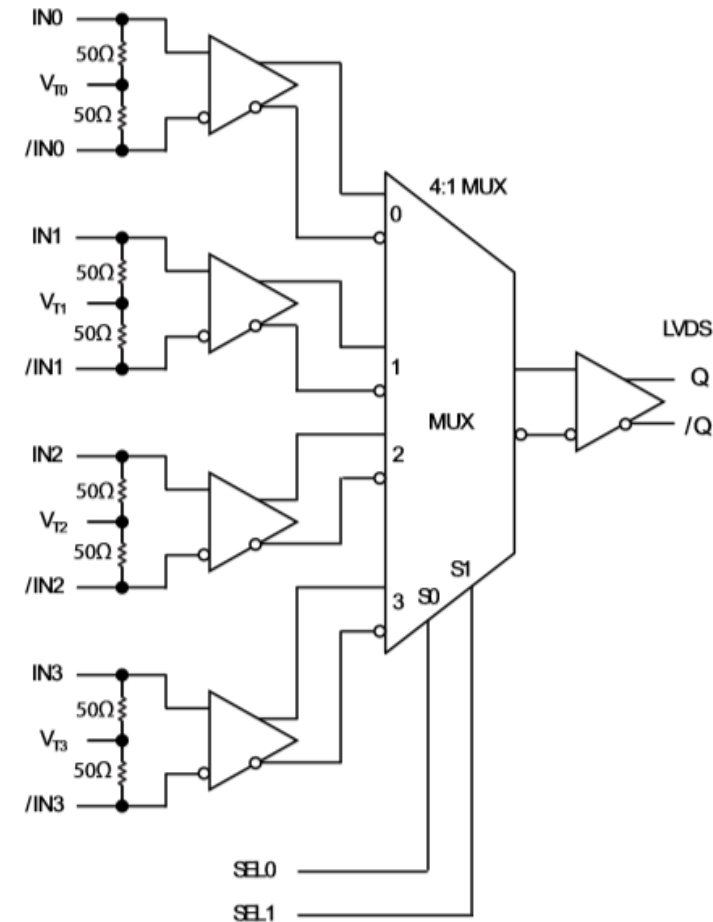 IN0
50Ω
VT0
50Ω
/IN0
IN1
50Ω
VT1
50Ω
/IN1
IN2
50Ω
VT2
50Ω
/IN2
IN3
50Ω
VT3
50Ω
/IN3
4:1 MUX
0
1
2
3
MUX
S0
S1
SEL0
SEL1
LVDS
Q
/Q